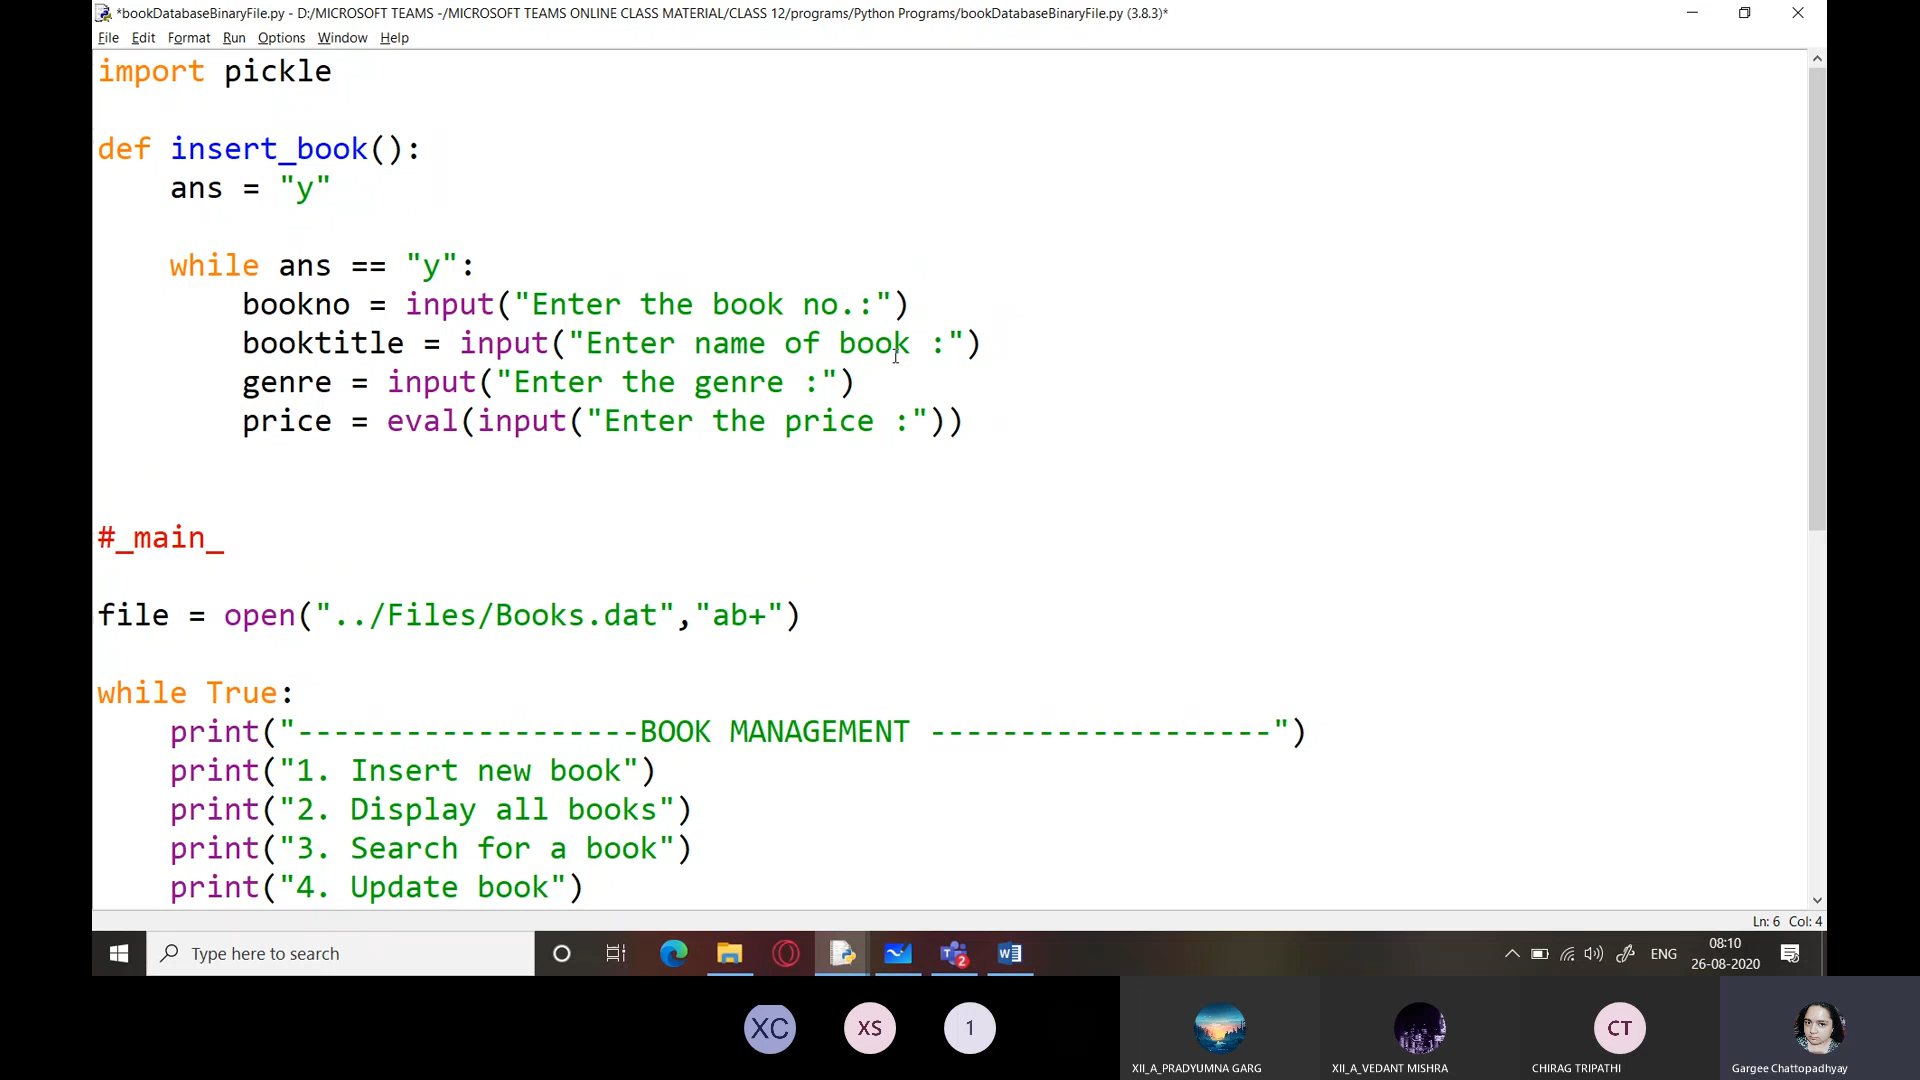 *bookDatabaseBinaryFile.py - D:/MICROSOFT TEAMS -/MICROSOFT TEAMS ONLINE CLASS MATERIAL/CLASS 12/programs/Python Programs/bookDatabaseBinaryFile.py (3.8.3)*
File Edit Format Run Options Window Help
import pickle
def insert_book():
    ans = "y"
    while ans == "y":
        bookno = input("Enter the book no.:")
        booktitle = input("Enter name of book :")
        genre = input("Enter the genre :")
        price = eval(input("Enter the price :"))
#_main_
file = open("../Files/Books.dat","ab+")
while True:
    print("-------------------BOOK MANAGEMENT -------------------")
    print("1. Insert new book")
    print("2. Display all books")
    print("3. Search for a book")
    print("4. Update book")
Ln: 6 Col: 4
Type here to search
2
ENG
08:10
26-08-2020
XC XS 1 CT
XII_A_PRADYUMNA GARG XII_A_VEDANT MISHRA CHIRAG TRIPATHI Gargee Chattopadhyay